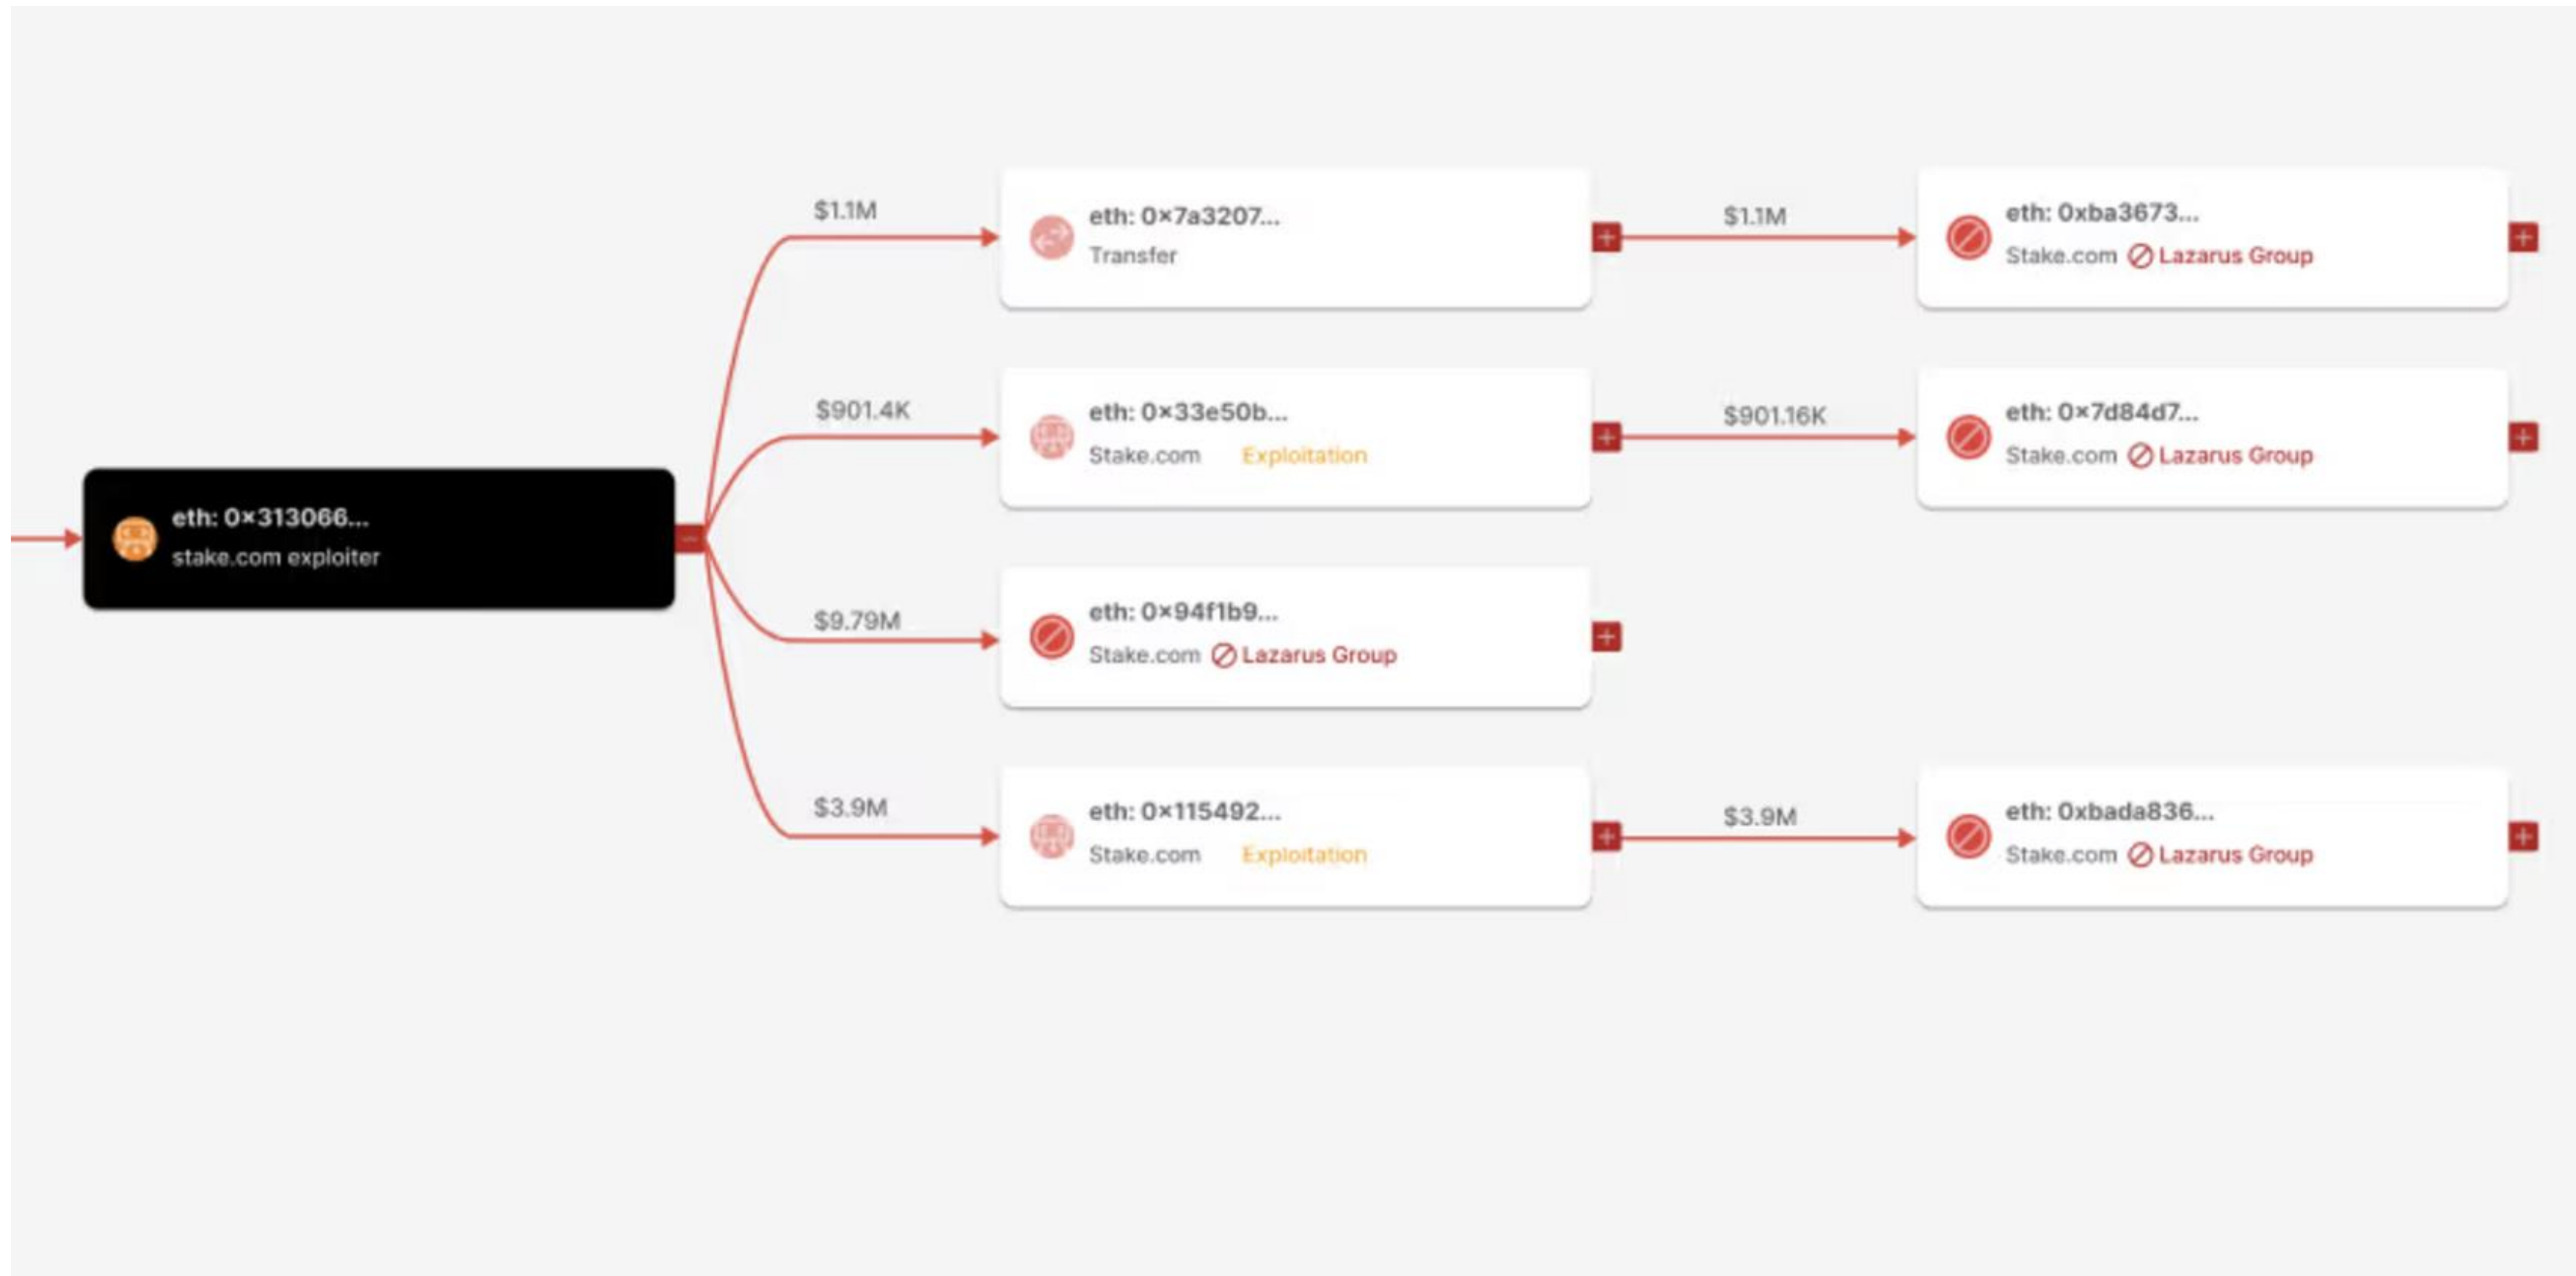 $1.1M
eth: 0×7a3207...
Transfer
$1.1M
eth: 0xba3673...
Stake.com Lazarus Group
$901.4K
eth: 0×33e50b...
Stake.com Exploitation
$901.16K
eth: 0×7d84d7...
Stake.com Lazarus Group
eth: 0×313066...
stake.com exploiter
$9.79M
eth: 0×94f1b9...
Stake.com Lazarus Group
$3.9M
eth: 0×115492...
Stake.com Exploitation
$3.9M
eth: 0xbada836...
Stake.com Lazarus Group